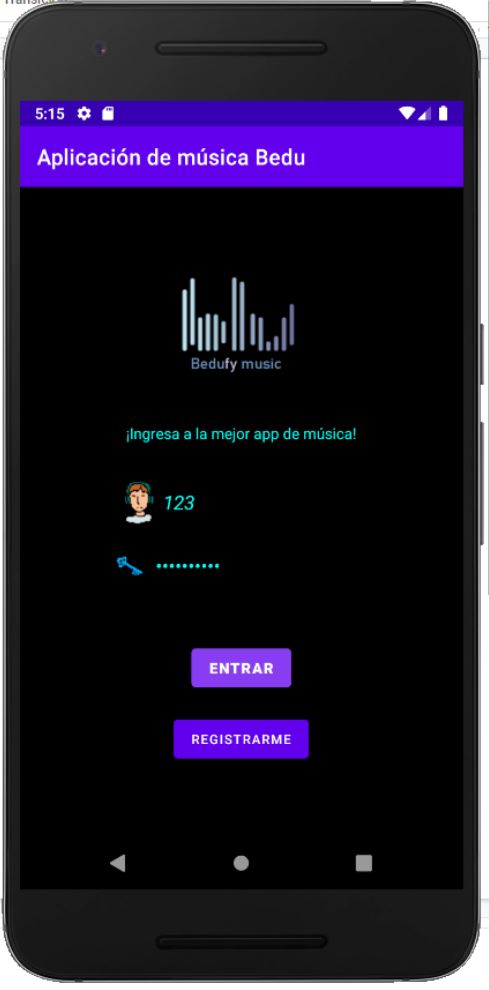 5:15
Aplicación de música Bedu
Bedufy music
¡Ingresa a la mejor app de música!
123
••••••••••
ENTRAR
REGISTRARME